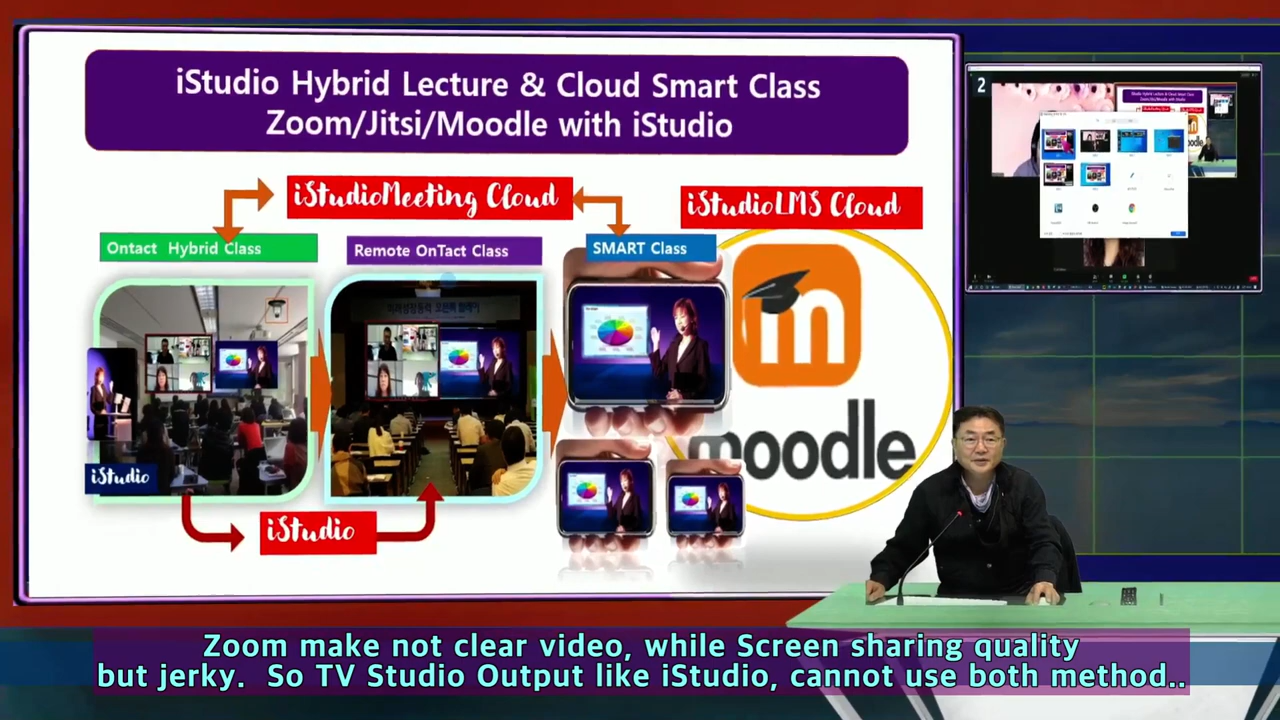 iStudio Hybrid Lecture & Cloud Smart Class
Zoom/Jitsi/Moodle with iStudio
iStudioMeeting Cloud
iStudioLMS Cloud
Ontact Hybrid Class
Remote OnTact Class
SMART Class
iStudio
iStudio
moodle
2
Zoom make not clear video, while Screen sharing quality
but jerky. So TV Studio Output like iStudio, cannot use both method..